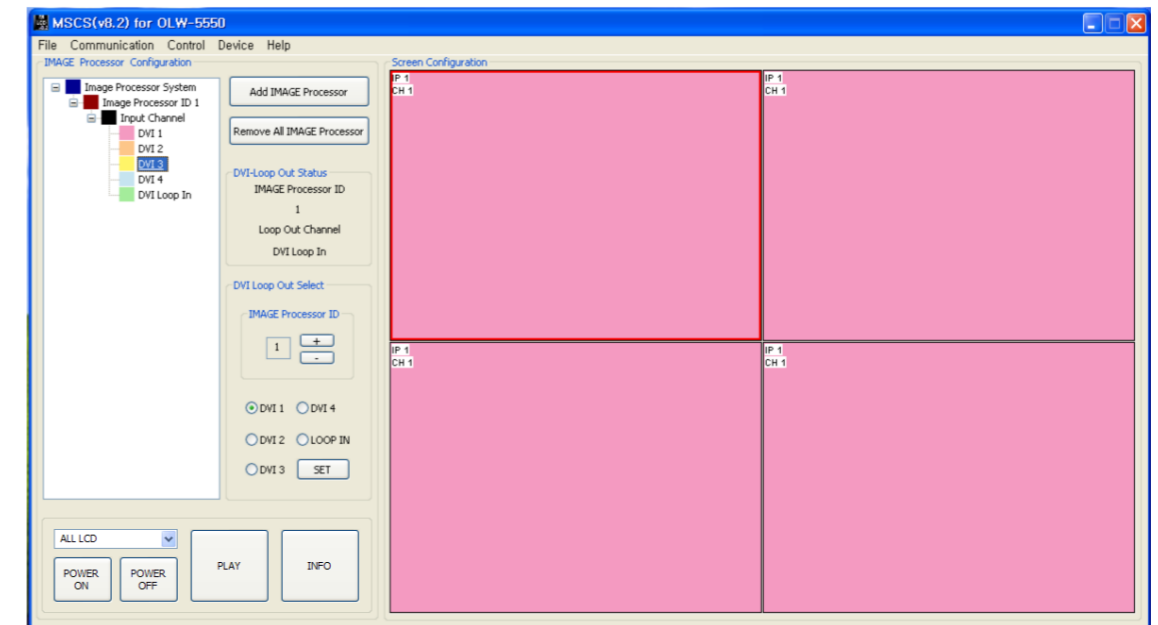 MSCS(v8.2) for OLW-5550
File Communication Control Device Help
IMAGE Processor Configuration
Image Processor System
Image Processor ID 1
Input Channel
DVI 1
DVI 2
DVI 3
DVI 4
DVI Loop In
Add IMAGE Processor
Remove All IMAGE Processor
DVI-Loop Out Status
IMAGE Processor ID
1
Loop Out Channel
DVI Loop In
DVI Loop Out Select
IMAGE Processor ID
1
+
-
DVI 1 DVI 4
DVI 2 LOOP IN
DVI 3 SET
ALL LCD
POWER
ON
POWER
OFF
PLAY
INFO
Screen Configuration
IP 1
CH 1
IP 1
CH 1
IP 1
CH 1
IP 1
CH 1